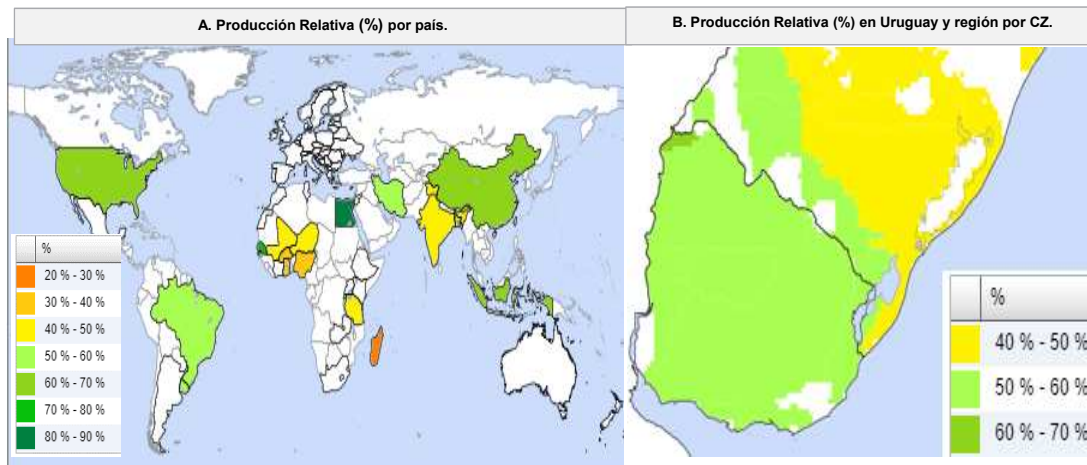 A. Producción Relativa (%) por país.
B. Producción Relativa (%) en Uruguay y región por CZ.
%
20 % - 30 %
30 % - 40 %
40 % - 50 %
50 % - 60 %
60 % - 70 %
70 % - 80 %
80 % - 90 %
%
40 % - 50 %
50 % - 60 %
60 % - 70 %